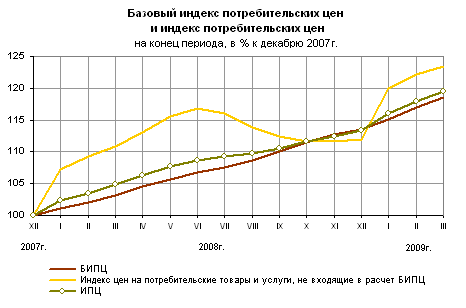 Базовый индекс потребительских цен
и индекс потребительских цен
на конец периода, в % к декабрю 2007г.
125
120
115
110
105
100
XII I II III IV V VI VII VIII IX X XI XII I II III
2007г. 2008г. 2009г.
БИПЦ
Индекс цен на потребительские товары и услуги, не входящие в расчет БИПЦ
ИПЦ